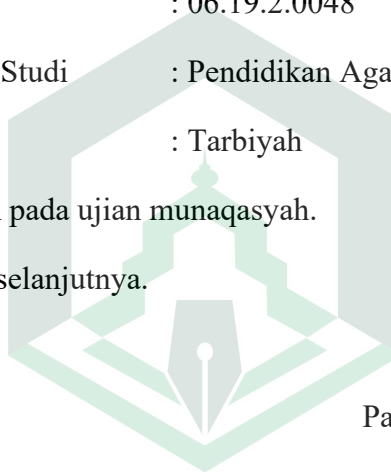 : 06.19.2.0048
Studi : Pendidikan Aga
: Tarbiyah
pada ujian munaqasyah.
selanjutnya.
Pa